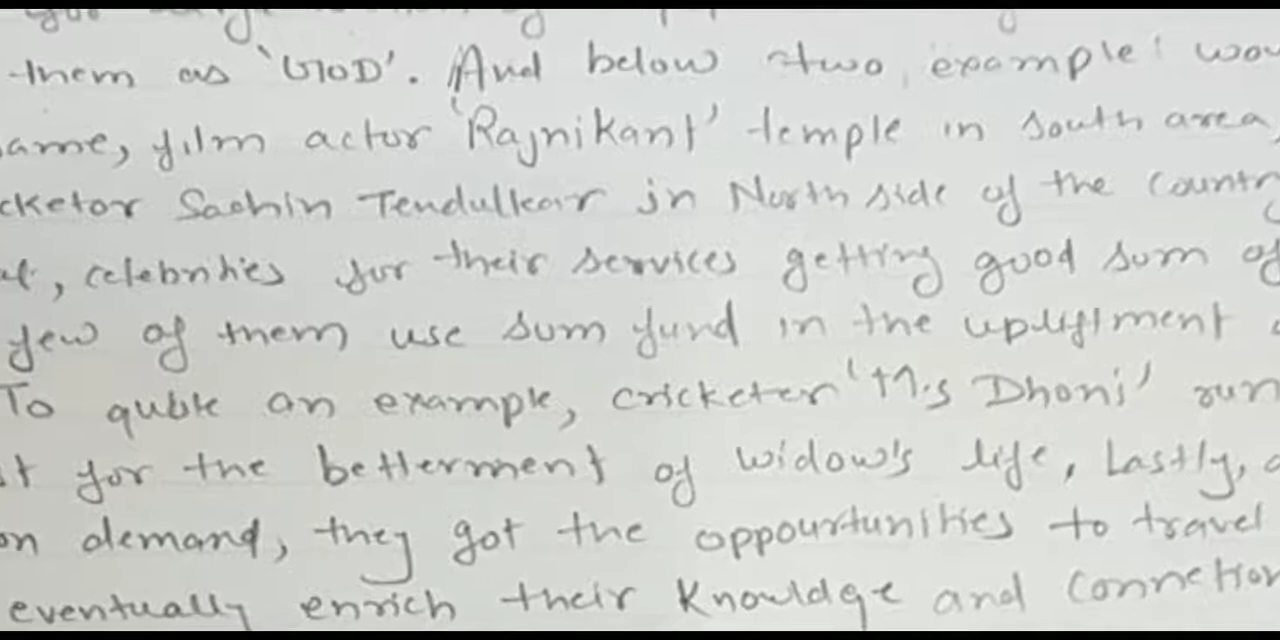 them as 'GOD'. And below two example wou
ame, film actor 'Rajnikant' temple in south area,
cketor Sachin Tendulkar in North side of the countr
, celebrities for their services getting good sum of
few of them use sum fund in the upliftment
To qubte an example, cricketer 'M.s Dhoni' run
st for the betterment of widow's life, Lastly,
on demand, they got the oppourtunities to travel
eventually enrich their Knowldge and Connetion